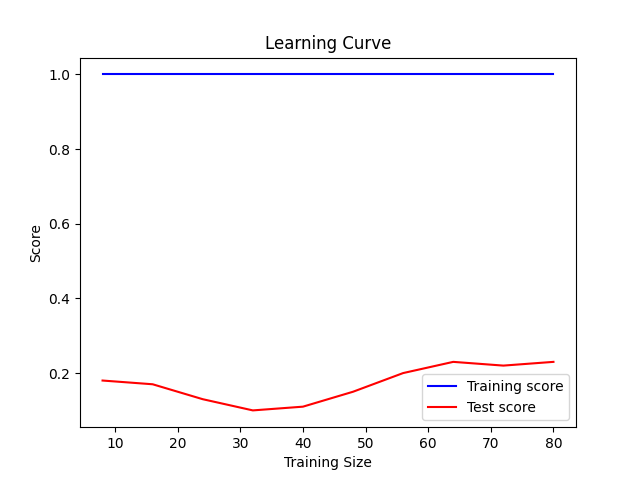 Learning Curve
1.0
0.8
0.6
0.4
0.2
Score
10 20 30 40 50 60 70 80
Training Size
Training score
Test score